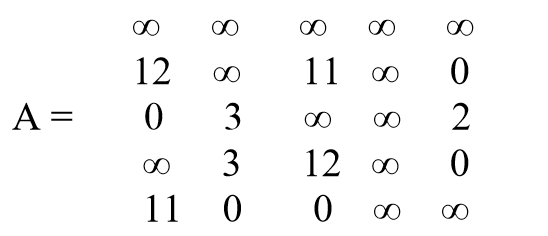 ∞ ∞ ∞ ∞ ∞
12 ∞ 11 ∞ 0
A = 0 3 ∞ ∞ 2
∞ 3 12 ∞ 0
11 0 0 ∞ ∞